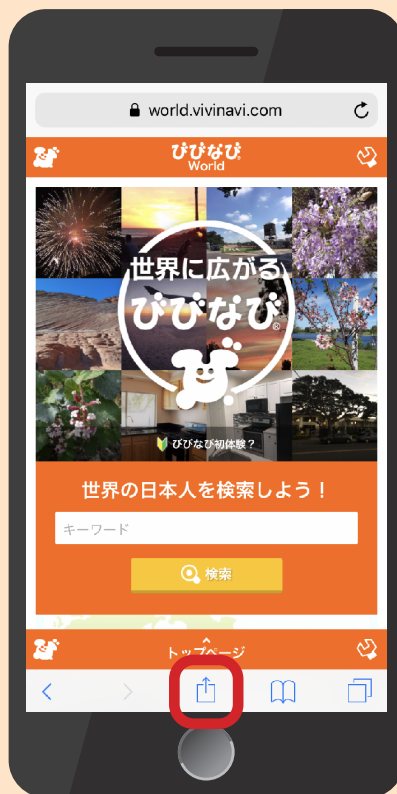 world.vivinavi.com
びびなび
World
世界に広がる
びびなび®
びびなび初体験？
世界の日本人を検索しよう！
キーワード
検索
トップページ